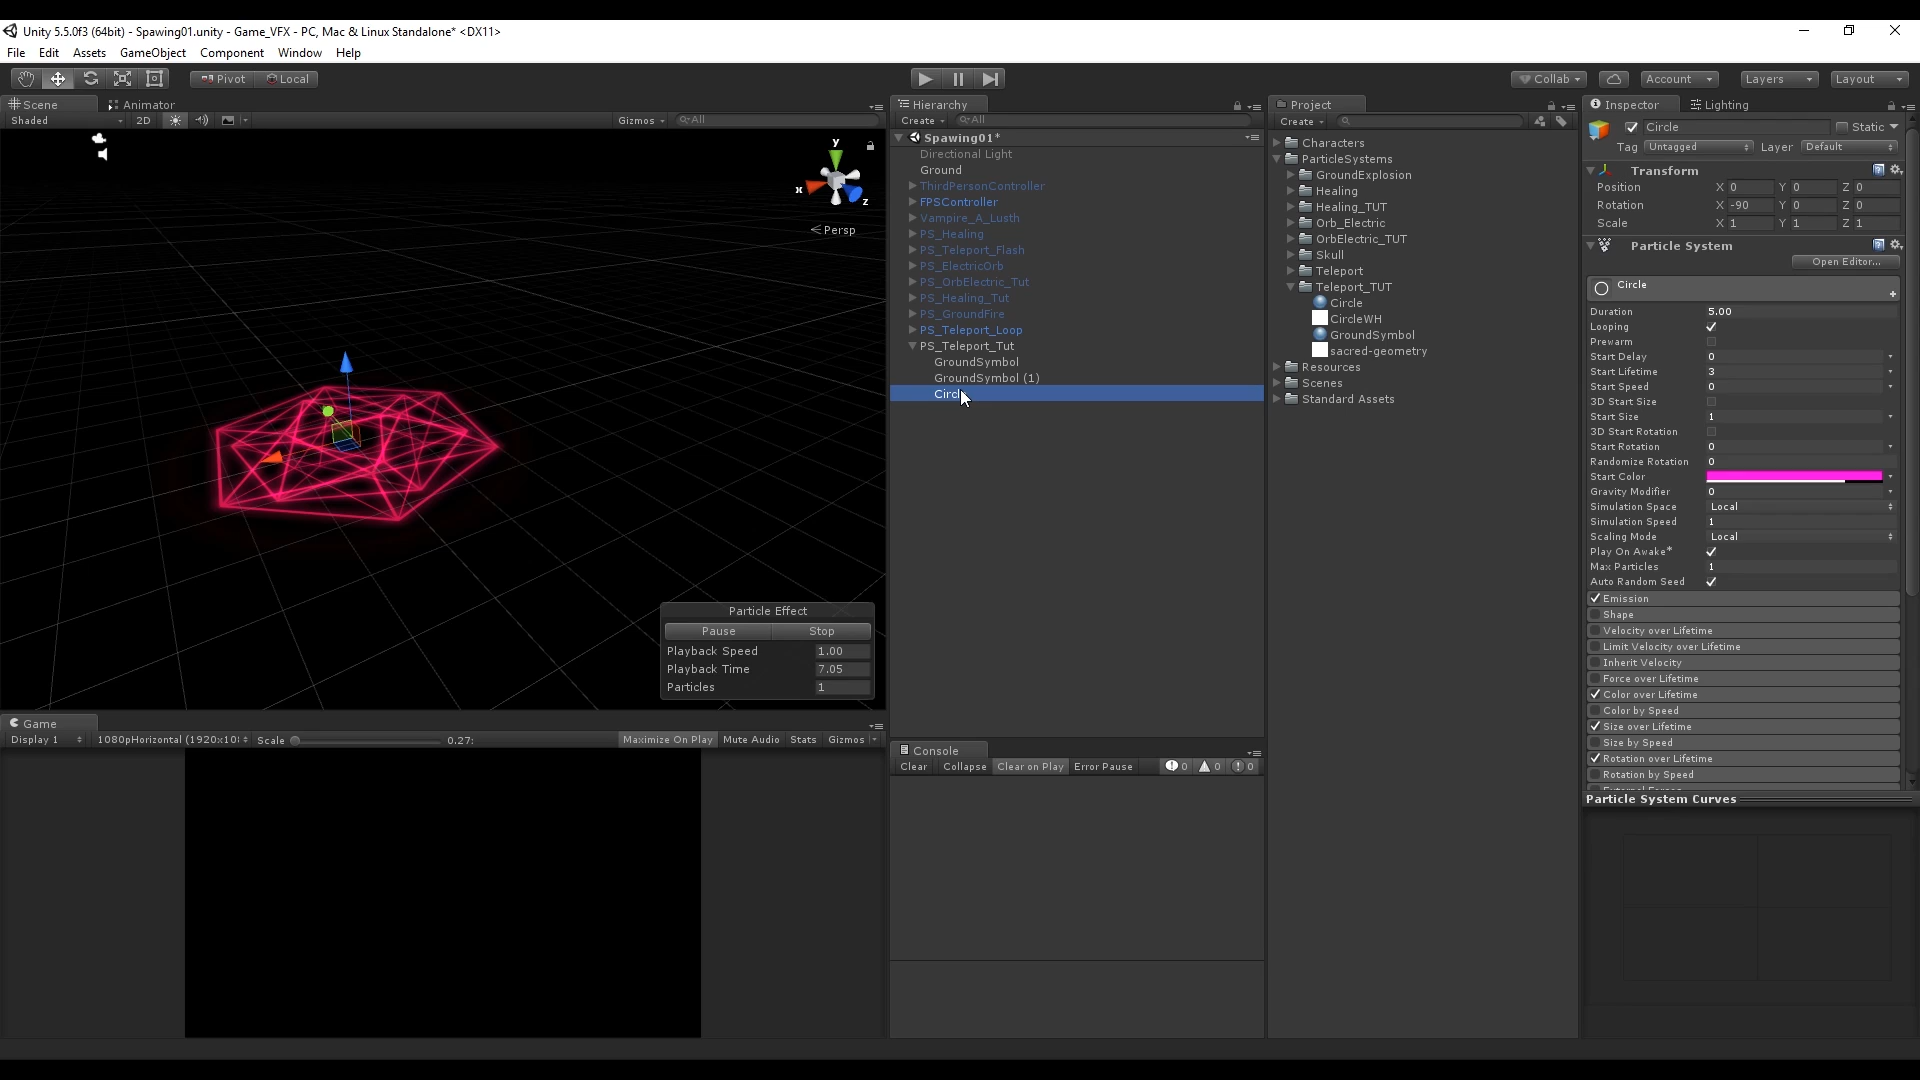 Unity 5.5.0f3 (64bit) - Spawing01.unity - Game_VFX - PC, Mac & Linux Standalone* <DX11>
File Edit Assets GameObject Component Window Help
Pivot Local Collab Account Layers Layout
Scene Animator
Shaded 2D Gizmos All
y
x
z
Persp
Particle Effect
Pause Stop
Playback Speed 1.00
Playback Time 7.05
Particles 1
Game
Display 1 1080pHorizontal (1920x10 Scale 0.27: Maximize On Play Mute Audio Stats Gizmos
Hierarchy
Create All
Spawing01*
Directional Light
Ground
ThirdPersonController
FPSController
Vampire_A_Lusth
PS_Healing
PS_Teleport_Flash
PS_ElectricOrb
PS_OrbElectric_Tut
PS_Healing_Tut
PS_GroundFire
PS_Teleport_Loop
PS_Teleport_Tut
GroundSymbol
GroundSymbol (1)
Circl
Console
Clear Collapse Clear on Play Error Pause 0 0 0
Project
Create
Characters
ParticleSystems
GroundExplosion
Healing
Healing_TUT
Orb_Electric
OrbElectric_TUT
Skull
Teleport
Teleport_TUT
Circle
CircleWH
GroundSymbol
sacred-geometry
Resources
Scenes
Standard Assets
Inspector Lighting
Circle Static
Tag Untagged Layer Default
Transform
Position X 0 Y 0 Z 0
Rotation X -90 Y 0 Z 0
Scale X 1 Y 1 Z 1
Particle System
Open Editor...
Circle
Duration 5.00
Looping
Prewarm
Start Delay 0
Start Lifetime 3
Start Speed 0
3D Start Size
Start Size 1
3D Start Rotation
Start Rotation 0
Randomize Rotation 0
Start Color
Gravity Modifier 0
Simulation Space Local
Simulation Speed 1
Scaling Mode Local
Play On Awake*
Max Particles 1
Auto Random Seed
Emission
Shape
Velocity over Lifetime
Limit Velocity over Lifetime
Inherit Velocity
Force over Lifetime
Color over Lifetime
Color by Speed
Size over Lifetime
Size by Speed
Rotation over Lifetime
Rotation by Speed
Particle System Curves